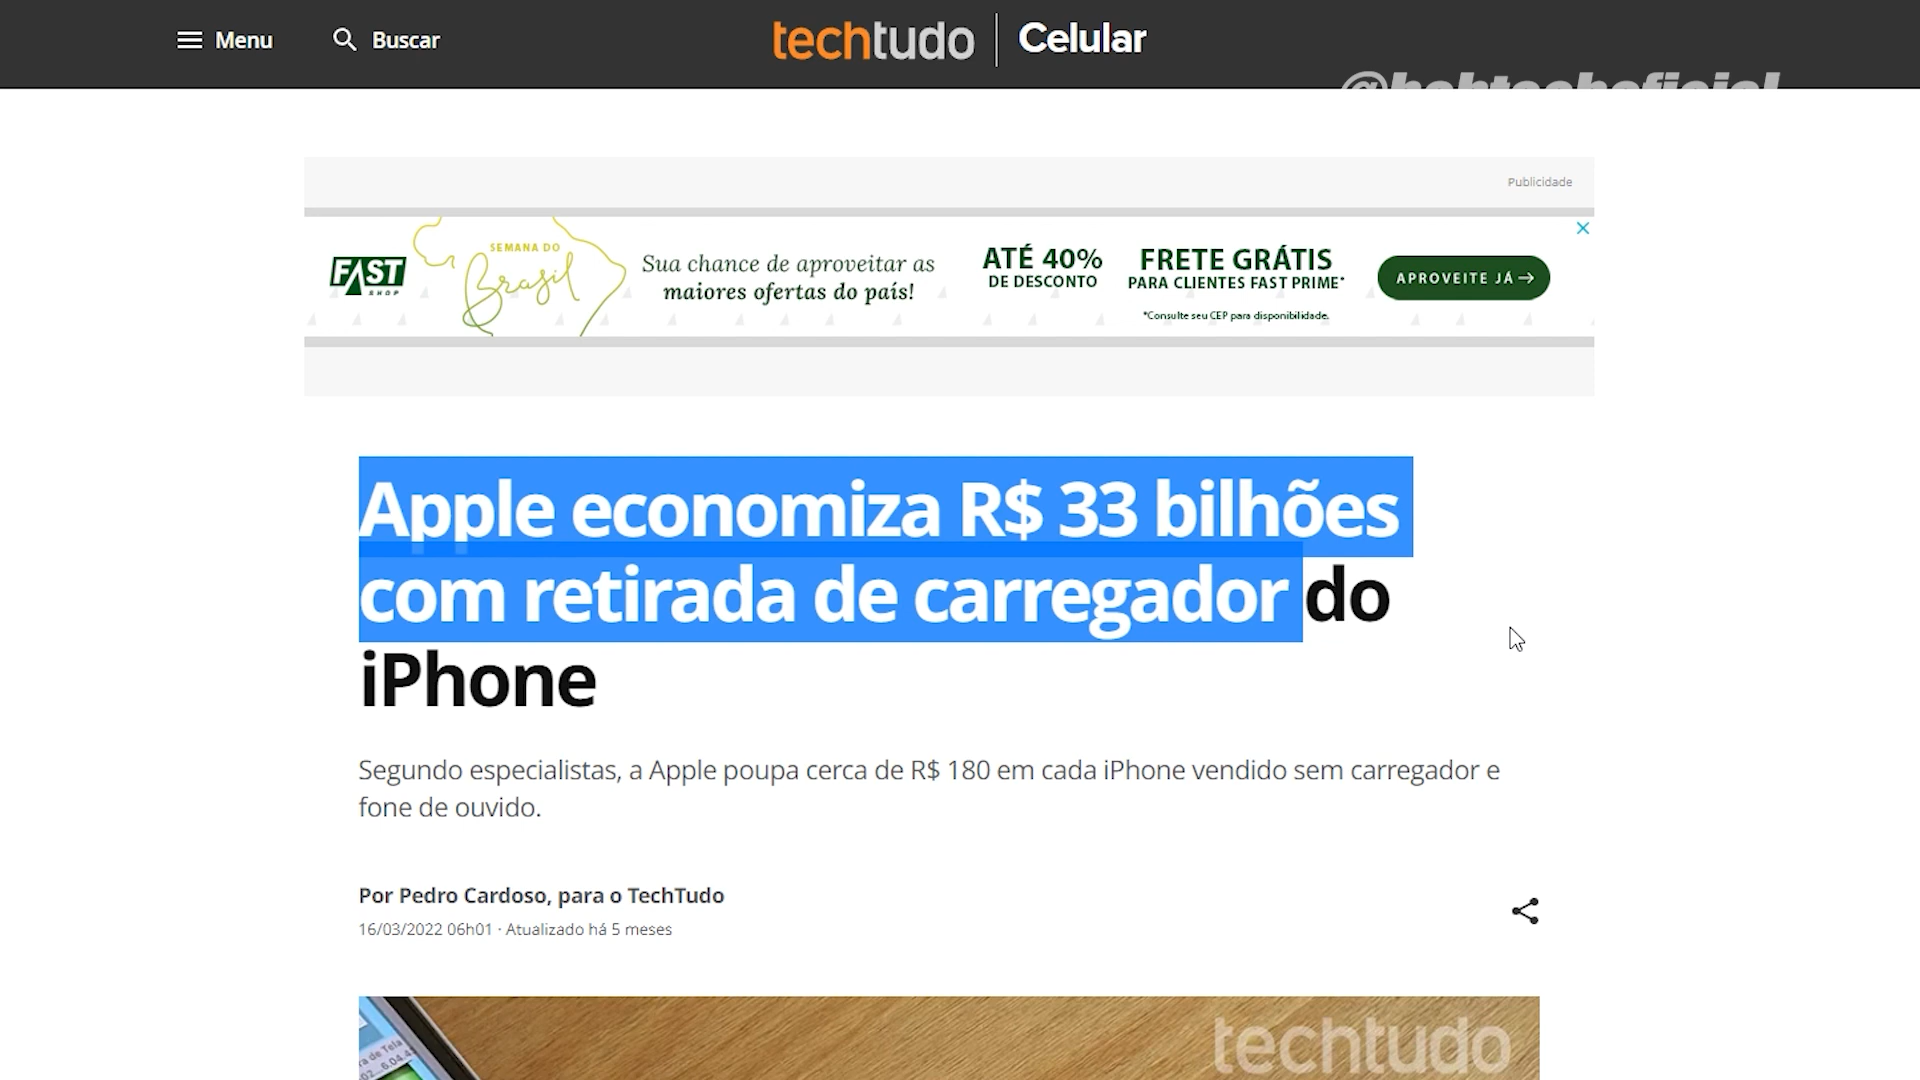 Menu
Buscar
techtudo
Celular
Publicidade
FAST
SHOP
SEMANA DO
Brasil
Sua chance de aproveitar as
maiores ofertas do país!
ATÉ 40%
DE DESCONTO
FRETE GRÁTIS
PARA CLIENTES FAST PRIME*
*Consulte seu CEP para disponibilidade.
APROVEITE JÁ
Apple economiza R$ 33 bilhões
com retirada de carregador do
iPhone
Segundo especialistas, a Apple poupa cerca de R$ 180 em cada iPhone vendido sem carregador e
fone de ouvido.
Por Pedro Cardoso, para o TechTudo
16/03/2022 06h01 · Atualizado há 5 meses
techtudo
de Tela